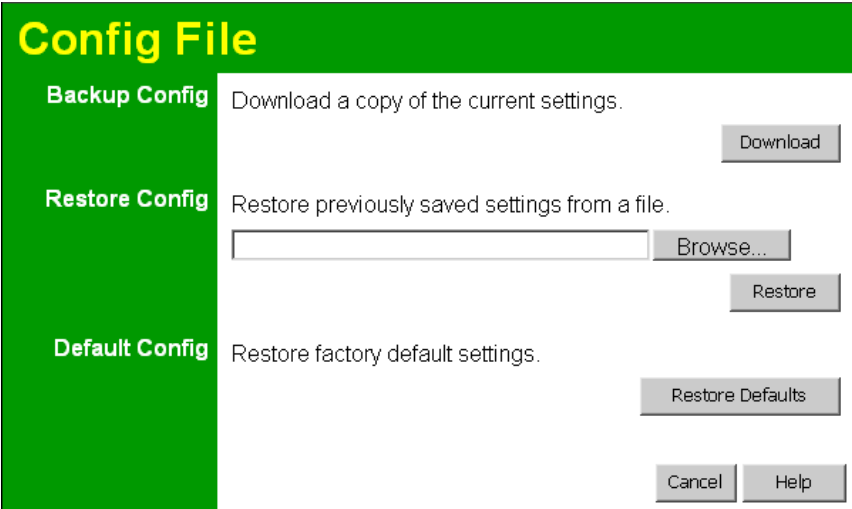 Config File
Backup Config
Download a copy of the current settings.
Download
Restore Config
Restore previously saved settings from a file.
Browse...
Restore
Default Config
Restore factory default settings.
Restore Defaults
Cancel
Help